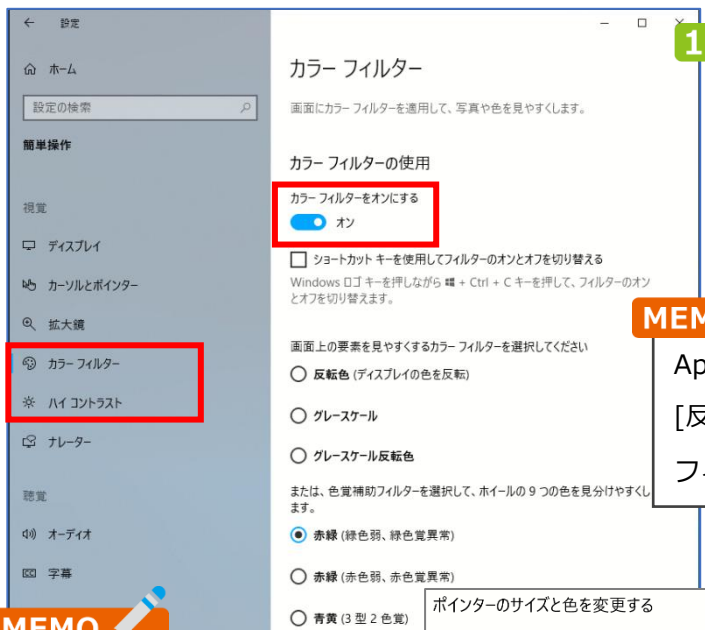 設定
ホーム
設定の検索
簡単操作
視覚
ディスプレイ
カーソルとポインター
拡大鏡
カラー フィルター
ハイ コントラスト
ナレーター
聴覚
オーディオ
字幕
MEMO
カラー フィルター
画面にカラー フィルターを適用して、写真や色を見やすくします。
カラー フィルターの使用
カラー フィルターをオンにする
オン
ショートカット キーを使用してフィルターのオンとオフを切り替える
Windows ロゴ キーを押しながら + Ctrl + C キーを押して、フィルターのオン
とオフを切り替えます。
画面上の要素を見やすくするカラー フィルターを選択してください
反転色 (ディスプレイの色を反転)
グレースケール
グレースケール反転色
または、色覚補助フィルターを選択して、ホイールの 9 つの色を見分けやすくし
ます。
赤緑 (緑色弱、緑色覚異常)
赤緑 (赤色弱、赤色覚異常)
青黄 (3 型 2 色覚)
ポインターのサイズと色を変更する
1
MEM
Ap
[反
フィ